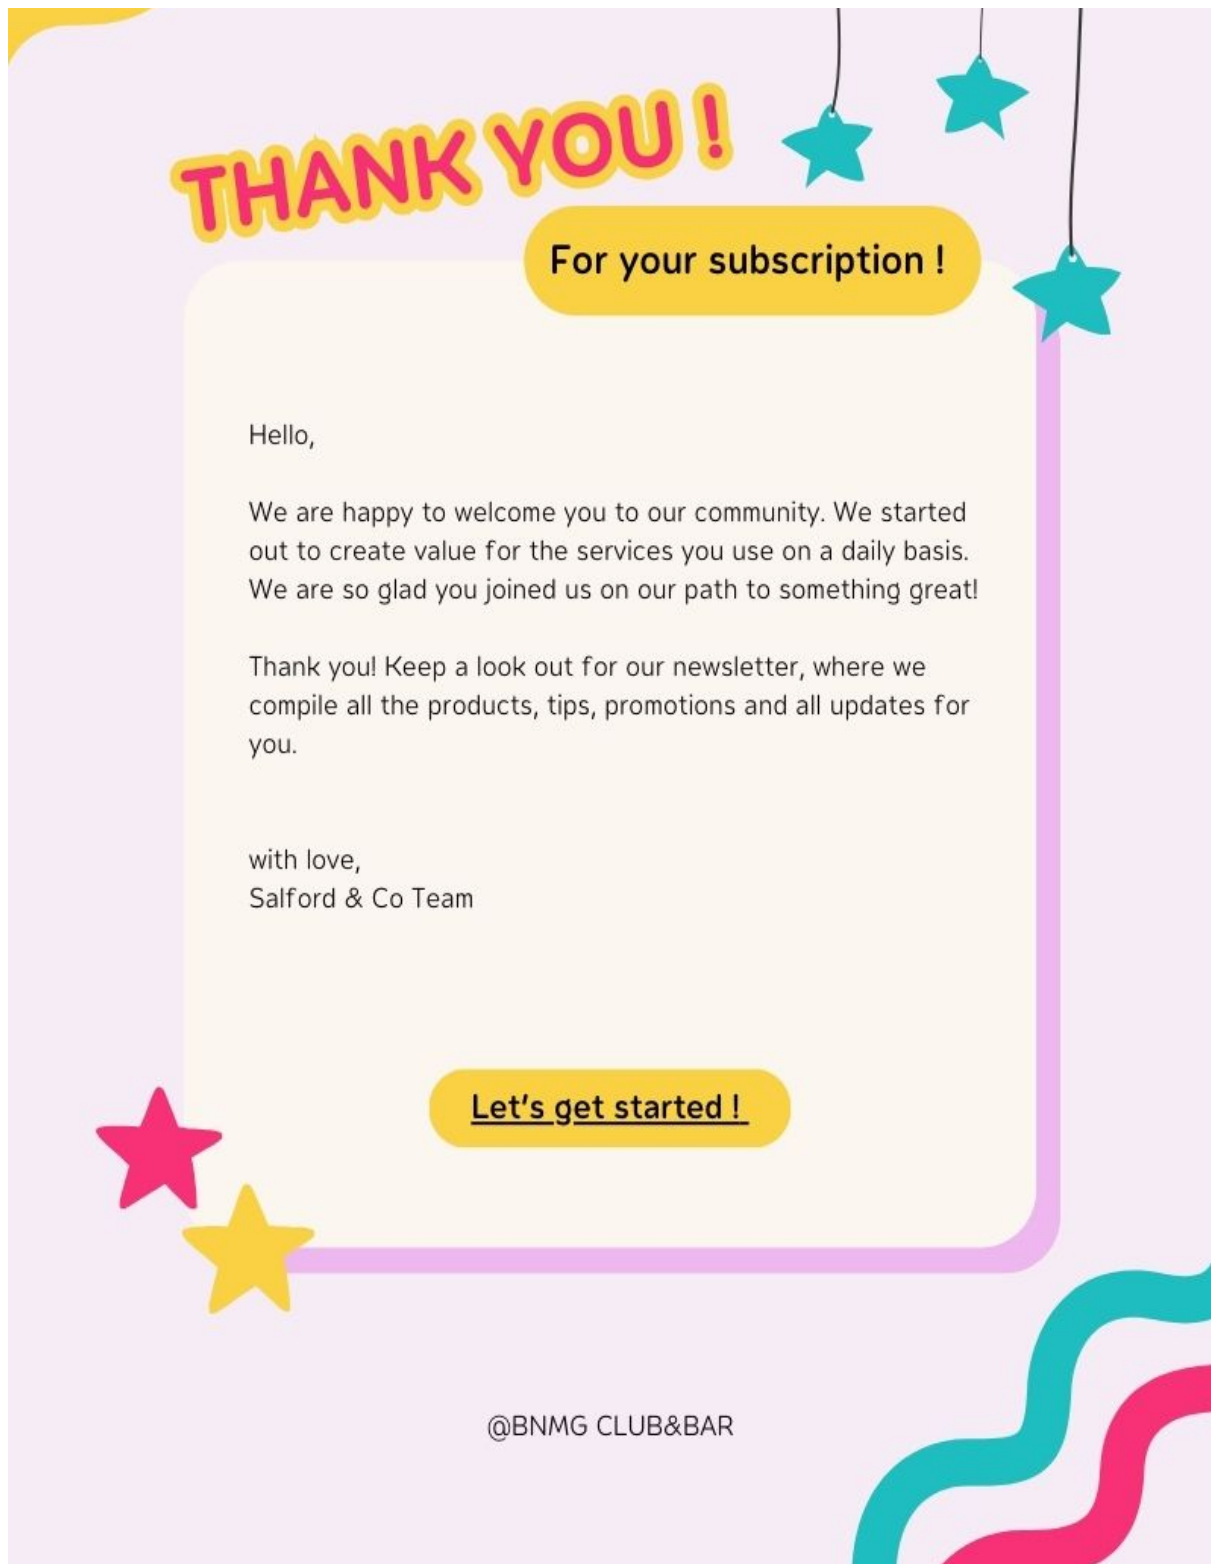 THANK YOU !
For your subscription !
Hello,
We are happy to welcome you to our community. We started
out to create value for the services you use on a daily basis.
We are so glad you joined us on our path to something great!
Thank you! Keep a look out for our newsletter, where we
compile all the products, tips, promotions and all updates for
you.
with love,
Salford & Co Team
Let's get started !
@BNMG CLUB&BAR